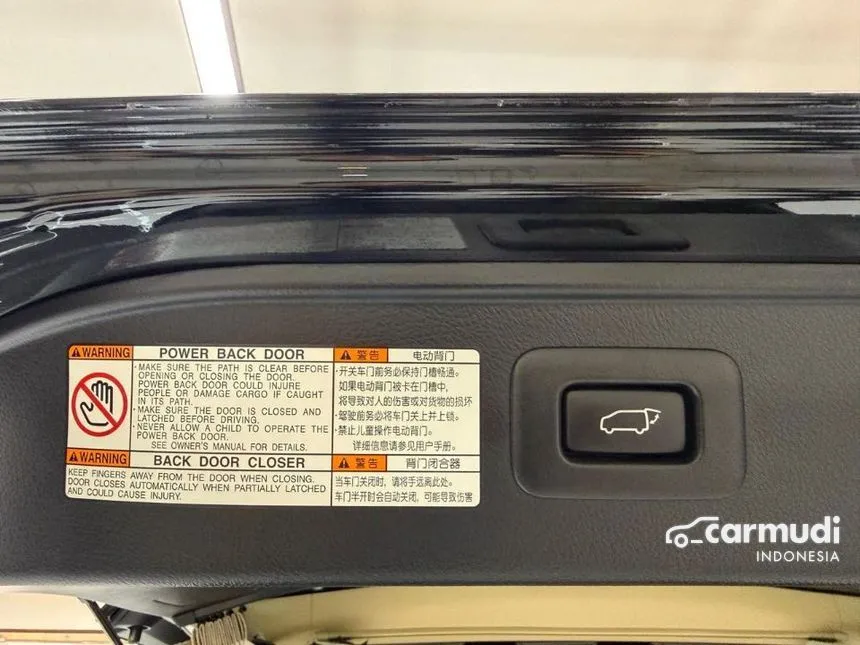 WARNING POWER BACK DOOR
·MAKE SURE THE PATH IS CLEAR BEFORE
OPENING OR CLOSING THE DOOR.
POWER BACK DOOR COULD INJURE
PEOPLE OR DAMAGE CARGO IF CAUGHT
IN ITS PATH.
·MAKE SURE THE DOOR IS CLOSED AND
LATCHED BEFORE DRIVING.
·NEVER ALLOW A CHILD TO OPERATE THE
POWER BACK DOOR.
SEE OWNER'S MANUAL FOR DETAILS.
WARNING BACK DOOR CLOSER
KEEP FINGERS AWAY FROM THE DOOR WHEN CLOSING.
DOOR CLOSES AUTOMATICALLY WHEN PARTIALLY LATCHED
AND COULD CAUSE INJURY.
警告 电动背门
·开关车门前务必保持门槽畅通。
如果电动背门被卡在门槽中,
将导致对人的伤害或对货物的损坏
·驾驶前务必将车门关上并上锁。
·禁止儿童操作电动背门。
详细信息请参见用户手册。
警告 背门闭合器
当车门关闭时, 请将手远离此处。
车门半开时会自动关闭, 可能导致伤害
carmudi
INDONESIA